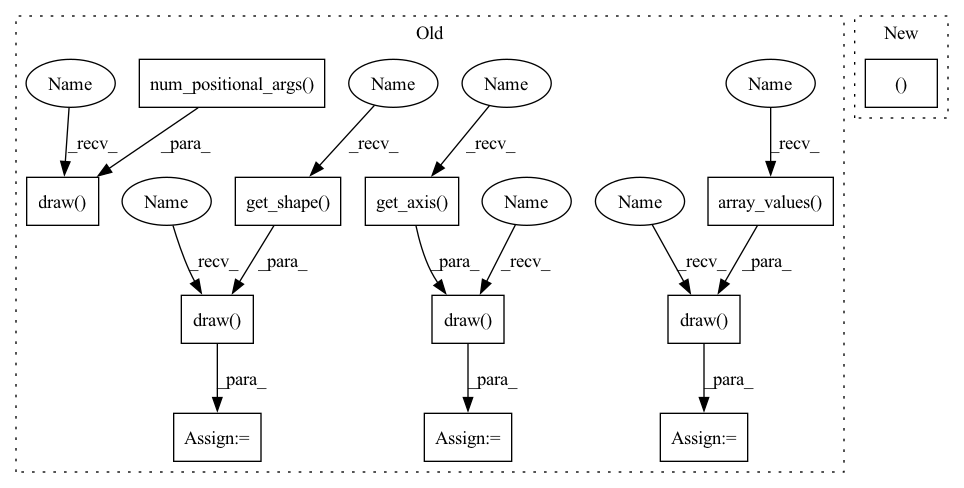 Old
New
Name
num_positional_args()
Name
Name
Name
()
_recv_
_para_
_recv_
_recv_
_recv_
draw()
Name
get_shape()
get_axis()
Name
Name
array_values()
_recv_
_para_
_para_
_recv_
_recv_
_para_
draw()
draw()
draw()
_para_
_para_
_para_
Assign:=
Assign:=
Assign:=